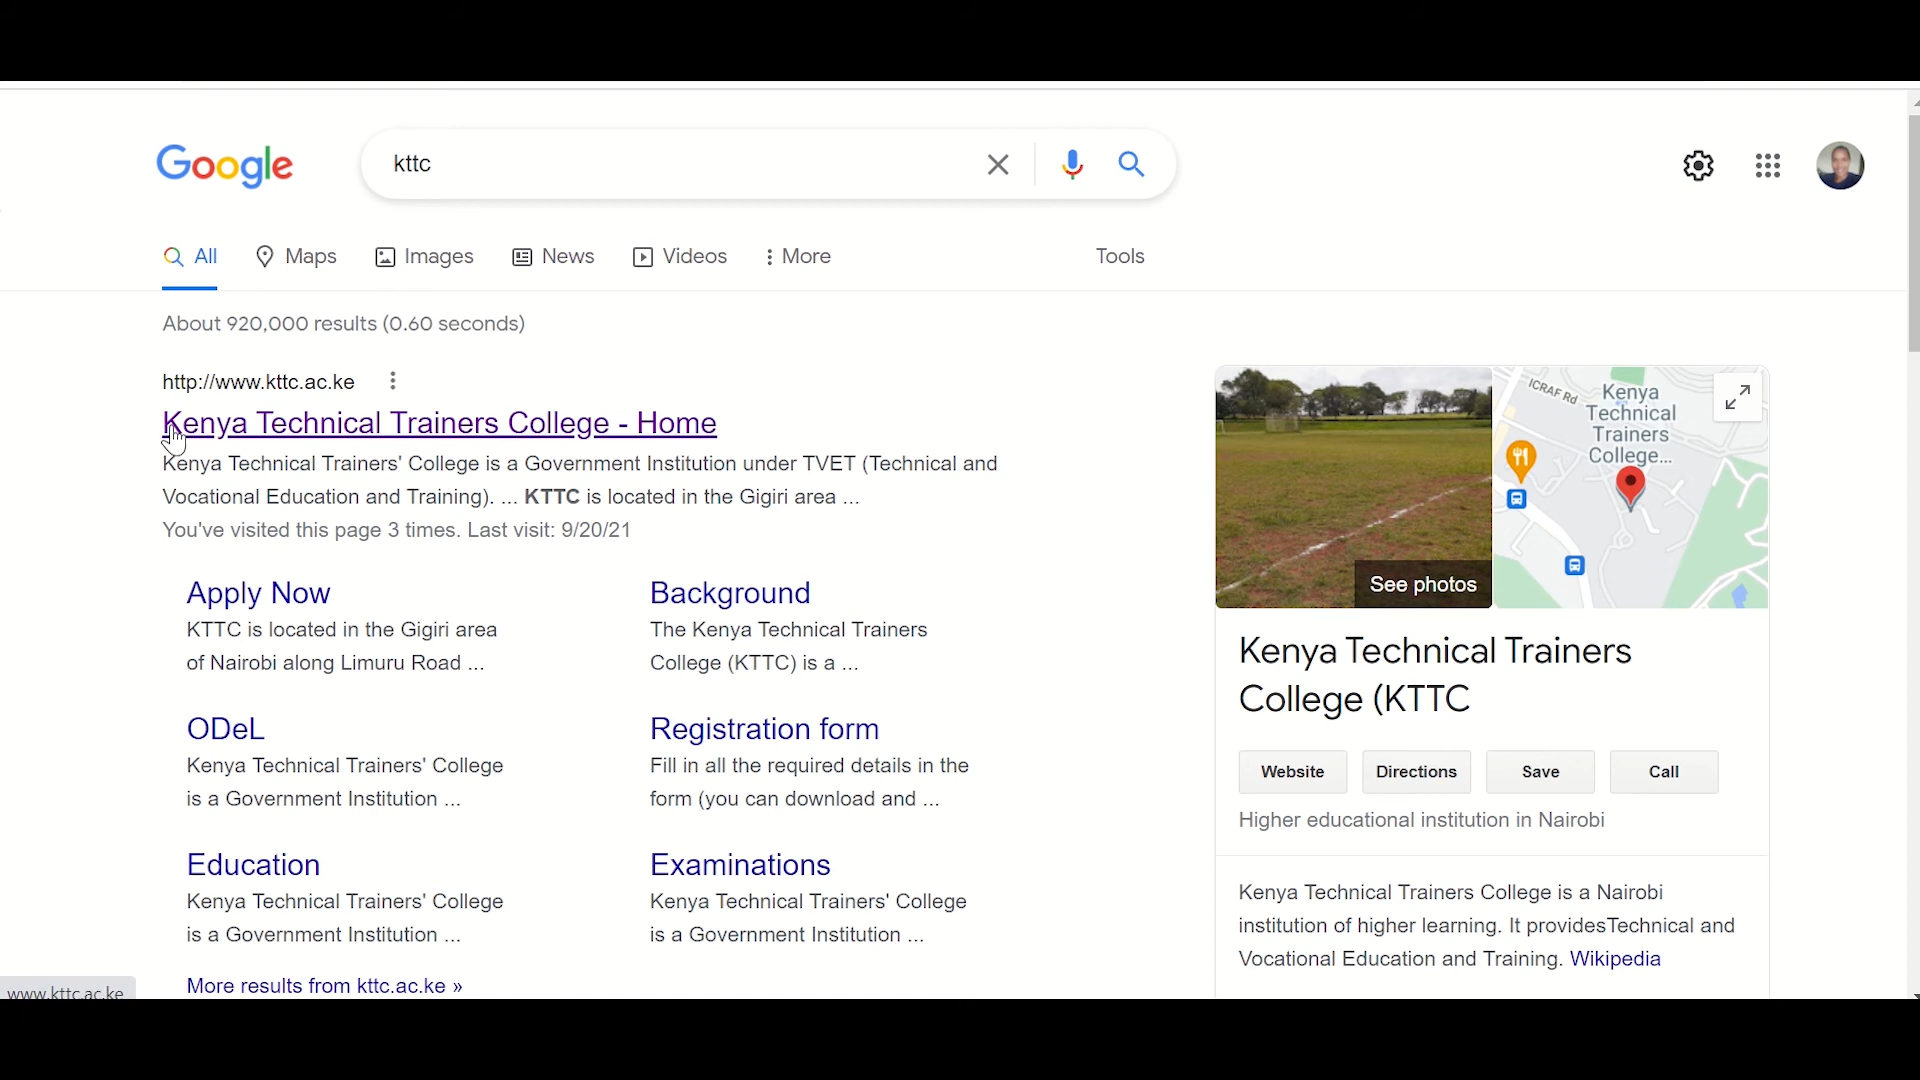 Google
kttc
All
Maps
Images
News
Videos
More
Tools
About 920,000 results (0.60 seconds)
http://www.kttc.ac.ke
Kenya Technical Trainers College - Home
Kenya Technical Trainers' College is a Government Institution under TVET (Technical and
Vocational Education and Training). ... KTTC is located in the Gigiri area ...
You've visited this page 3 times. Last visit: 9/20/21
Apply Now
KTTC is located in the Gigiri area
of Nairobi along Limuru Road ...
Background
The Kenya Technical Trainers
College (KTTC) is a ...
ODeL
Kenya Technical Trainers' College
is a Government Institution ...
Registration form
Fill in all the required details in the
form (you can download and ...
Education
Kenya Technical Trainers' College
is a Government Institution ...
Examinations
Kenya Technical Trainers' College
is a Government Institution ...
More results from kttc.ac.ke »
www.kttc.ac.ke
See photos
ICRAF Rd
Kenya
Technical
Trainers
College...
Kenya Technical Trainers
College (KTTC
Website
Directions
Save
Call
Higher educational institution in Nairobi
Kenya Technical Trainers College is a Nairobi
institution of higher learning. It providesTechnical and
Vocational Education and Training. Wikipedia